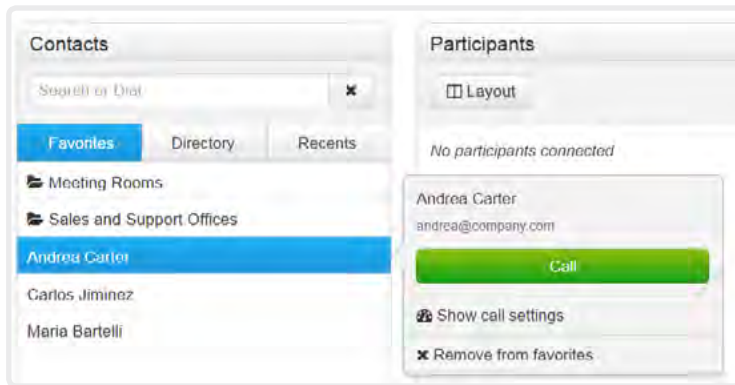 Contacts
Search or Dial
Favorites Directory Recents
Meeting Rooms
Sales and Support Offices
Andrea Carter
Carlos Jiminez
Maria Bartelli
Participants
Layout
No participants connected
Andrea Carter
andrea@company.com
Call
Show call settings
Remove from favorites